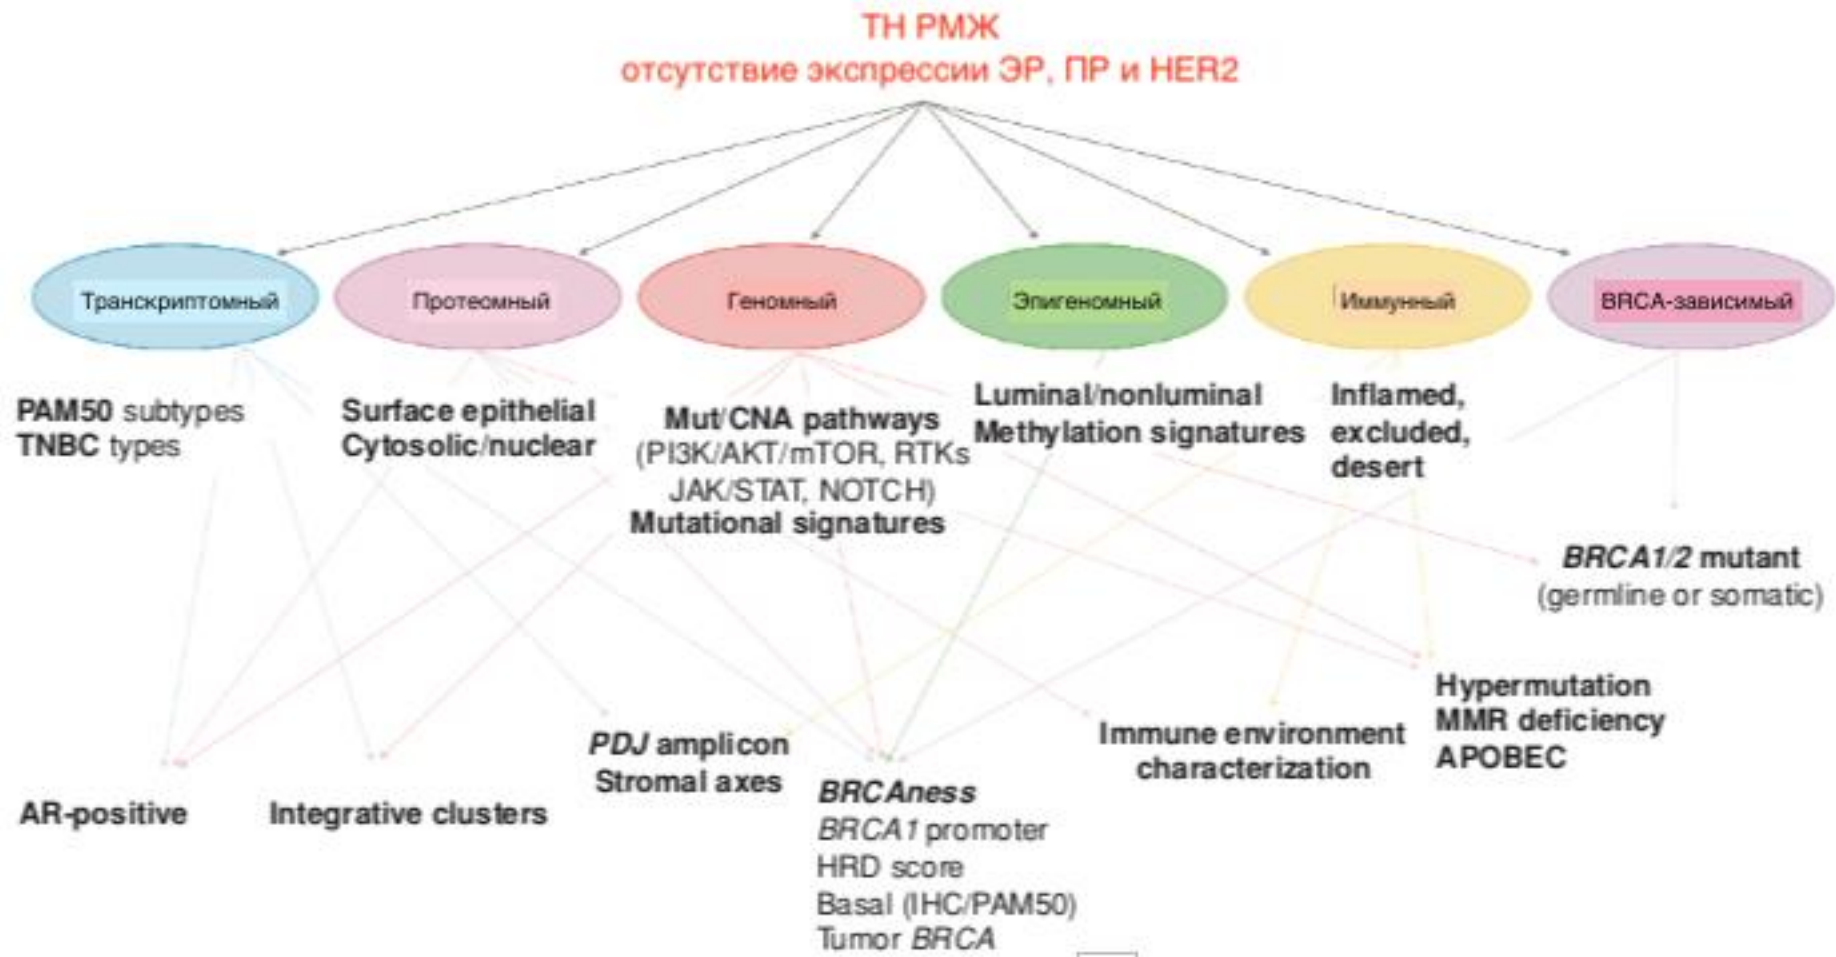 ТН РМЖ
отсутствие экспрессии ЭР, ПР и HER2
Транскриптомный
Протеомный
Геномный
Эпигеномный
Иммунный
BRCA-зависимый
PAM50 subtypes
TNBC types
Surface epithelial
Cytosolic/nuclear
Mut/CNA pathways
(PI3K/AKT/mTOR, RTKs
JAK/STAT, NOTCH)
Mutational signatures
Luminal/nonluminal
Methylation signatures
Inflamed,
excluded,
desert
BRCA1/2 mutant
(germline or somatic)
AR-positive
Integrative clusters
PDJ amplicon
Stromal axes
BRCAness
BRCA1 promoter
HRD score
Basal (IHC/PAM50)
Tumor BRCA
Immune environment
characterization
Hypermutation
MMR deficiency
APOBEC